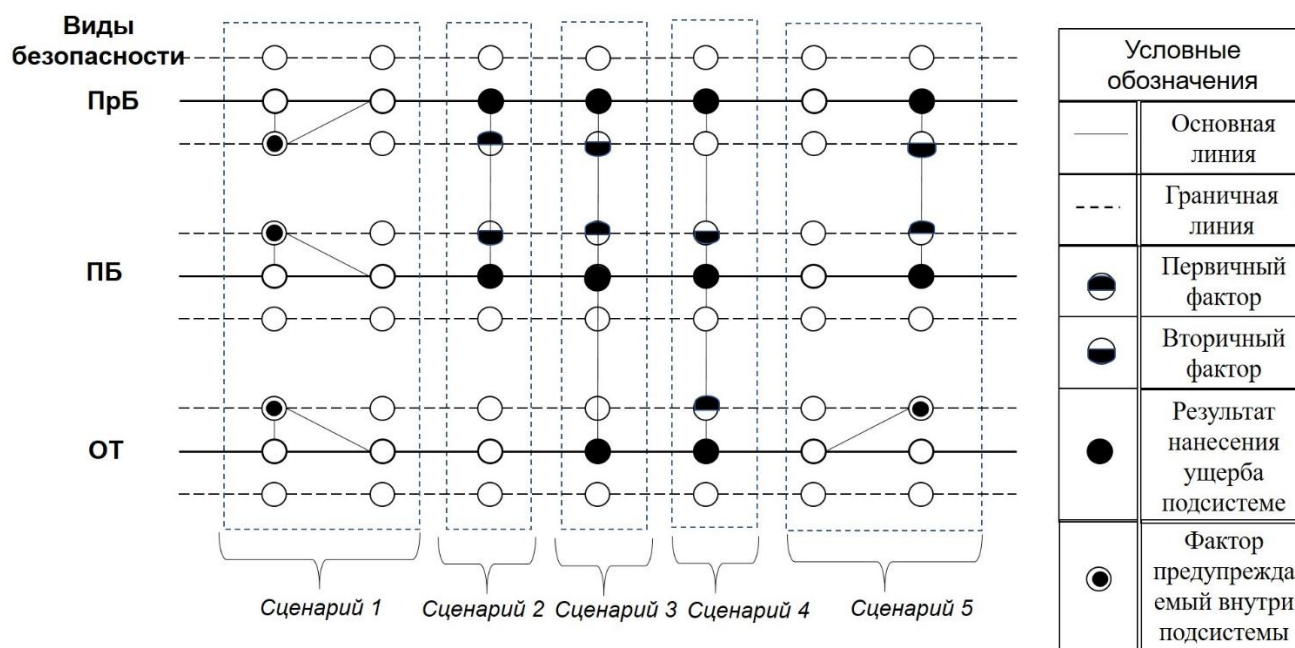 Виды
безопасности
ПрБ
ПБ
ОТ
Сценарий 1
Сценарий 2
Сценарий 3
Сценарий 4
Сценарий 5
Условные
обозначения
Основная
линия
Граничная
линия
Первичный
фактор
Вторичный
фактор
Результат
нанесения
ущерба
подсистеме
Фактор
предупрежда
емый внутри
подсистемы